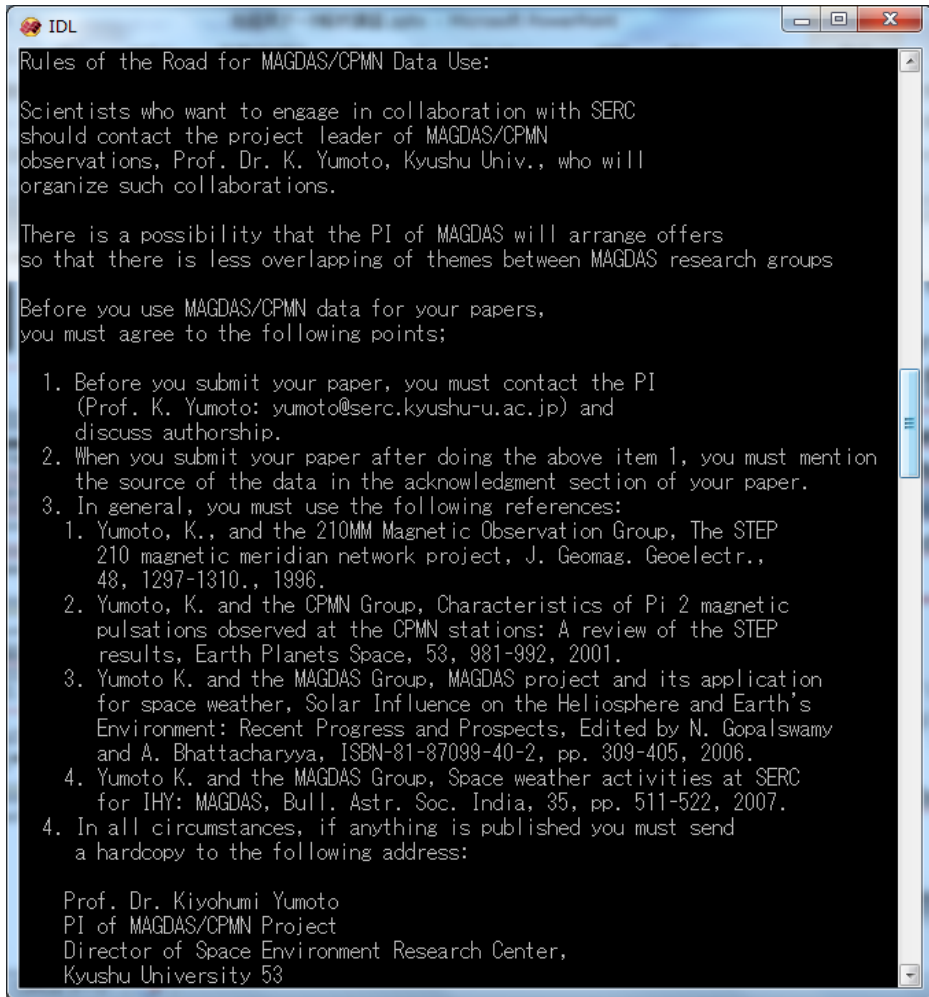 IDL
Rules of the Road for MAGDAS/CPMN Data Use:
Scientists who want to engage in collaboration with SERC
should contact the project leader of MAGDAS/CPMN
observations, Prof. Dr. K. Yumoto, Kyushu Univ., who will
organize such collaborations.
There is a possibility that the PI of MAGDAS will arrange offers
so that there is less overlapping of themes between MAGDAS research groups
Before you use MAGDAS/CPMN data for your papers,
you must agree to the following points;
1. Before you submit your paper, you must contact the PI
(Prof. K. Yumoto: yumoto@serc.kyushu-u.ac.jp) and
discuss authorship.
2. When you submit your paper after doing the above item 1, you must mention
the source of the data in the acknowledgment section of your paper.
3. In general, you must use the following references:
1. Yumoto, K., and the 210MM Magnetic Observation Group, The STEP
210 magnetic meridian network project, J. Geomag. Geoelectr.,
48, 1297-1310., 1996.
2. Yumoto, K. and the CPMN Group, Characteristics of Pi 2 magnetic
pulsations observed at the CPMN stations: A review of the STEP
results, Earth Planets Space, 53, 981-992, 2001.
3. Yumoto K. and the MAGDAS Group, MAGDAS project and its application
for space weather, Solar Influence on the Heliosphere and Earth's
Environment: Recent Progress and Prospects, Edited by N. Gopalswamy
and A. Bhattacharyya, ISBN-81-87099-40-2, pp. 309-405, 2006.
4. Yumoto K. and the MAGDAS Group, Space weather activities at SERC
for IHY: MAGDAS, Bull. Astr. Soc. India, 35, pp. 511-522, 2007.
4. In all circumstances, if anything is published you must send
a hardcopy to the following address:
Prof. Dr. Kiyohumi Yumoto
PI of MAGDAS/CPMN Project
Director of Space Environment Research Center,
Kyushu University 53